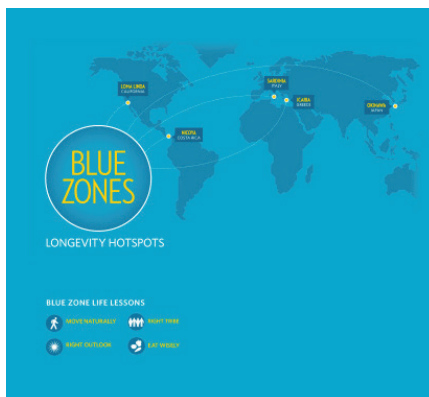 LOMA LINDA
CALIFORNIA
SARDINIA
ITALY
ICARIA
GREECE
OKINAWA
JAPAN
NICOYA
COSTA RICA
BLUE
ZONES
LONGEVITY HOTSPOTS
BLUE ZONE LIFE LESSONS
MOVE NATURALLY
RIGHT TRIBE
RIGHT OUTLOOK
EAT WISELY